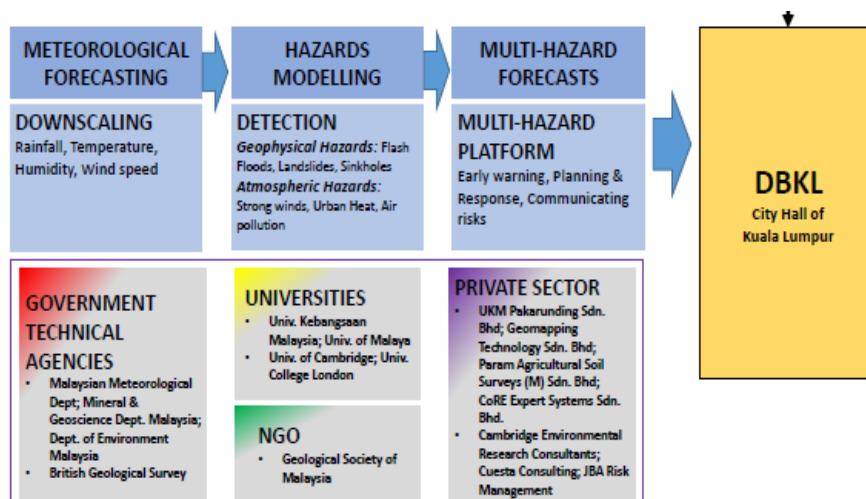 METEOROLOGICAL
FORECASTING
DOWNSCALING
Rainfall, Temperature,
Humidity, Wind speed
HAZARDS
MODELLING
DETECTION
Geophysical Hazards: Flash
Floods, Landslides, Sinkholes
Atmospheric Hazards:
Strong winds, Urban Heat, Air
pollution
MULTI-HAZARD
FORECASTS
MULTI-HAZARD
PLATFORM
Early warning, Planning &
Response, Communicating
risks
DBKL
City Hall of
Kuala Lumpur
GOVERNMENT
TECHNICAL
AGENCIES
• Malaysian Meteorological
Dept; Mineral &
Geoscience Dept. Malaysia;
Dept. of Environment
Malaysia
• British Geological Survey
UNIVERSITIES
• Univ. Kebangsaan
Malaysia; Univ. of Malaya
• Univ. of Cambridge; Univ.
College London
NGO
• Geological Society of
Malaysia
PRIVATE SECTOR
• UKM Pakarunding Sdn.
Bhd; Geomapping
Technology Sdn. Bhd;
Param Agricultural Soil
Surveys (M) Sdn. Bhd;
CoRE Expert Systems Sdn.
Bhd.
• Cambridge Environmental
Research Consultants;
Cuesta Consulting; JBA Risk
Management